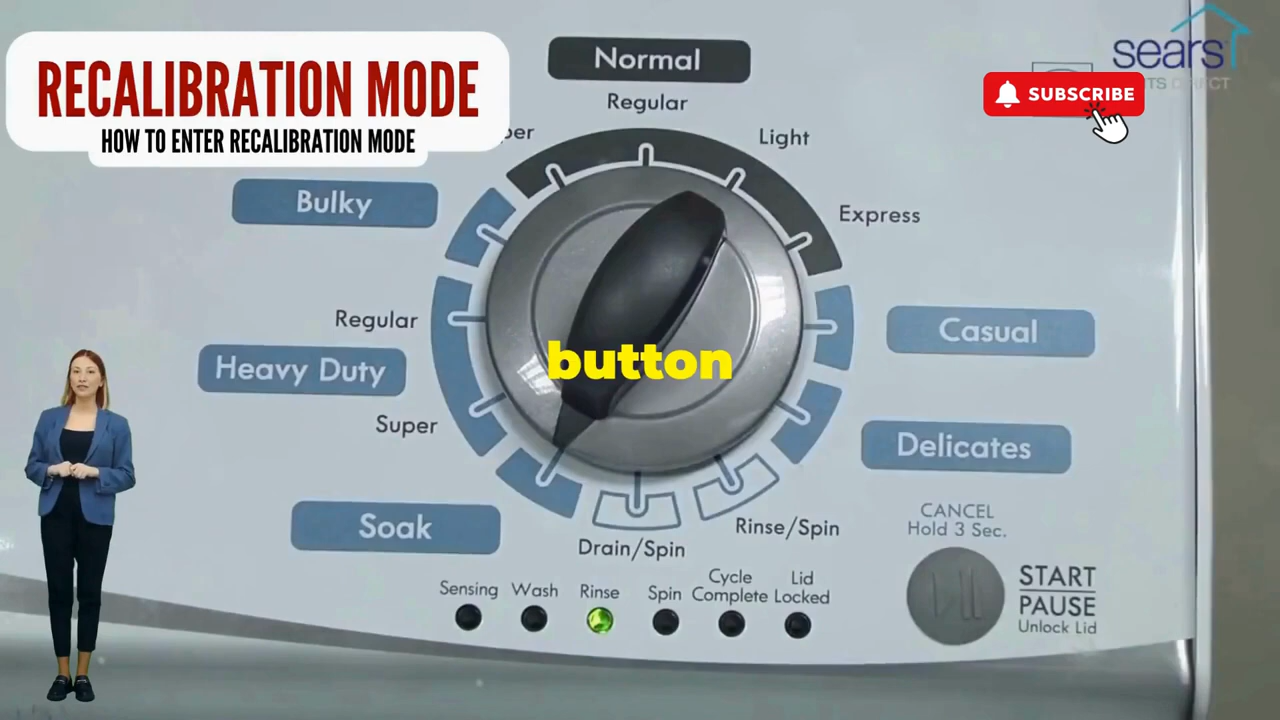 RECALIBRATION MODE
HOW TO ENTER RECALIBRATION MODE
sears
DIRECT
SUBSCRIBE
Normal
Regular
Light
Express
Bulky
Regular
Heavy Duty
Super
Casual
Delicates
button
Soak
Drain/Spin
Rinse/Spin
CANCEL
Hold 3 Sec.
Sensing
Wash
Rinse
Spin
Cycle
Complete
Lid
Locked
START
PAUSE
Unlock Lid